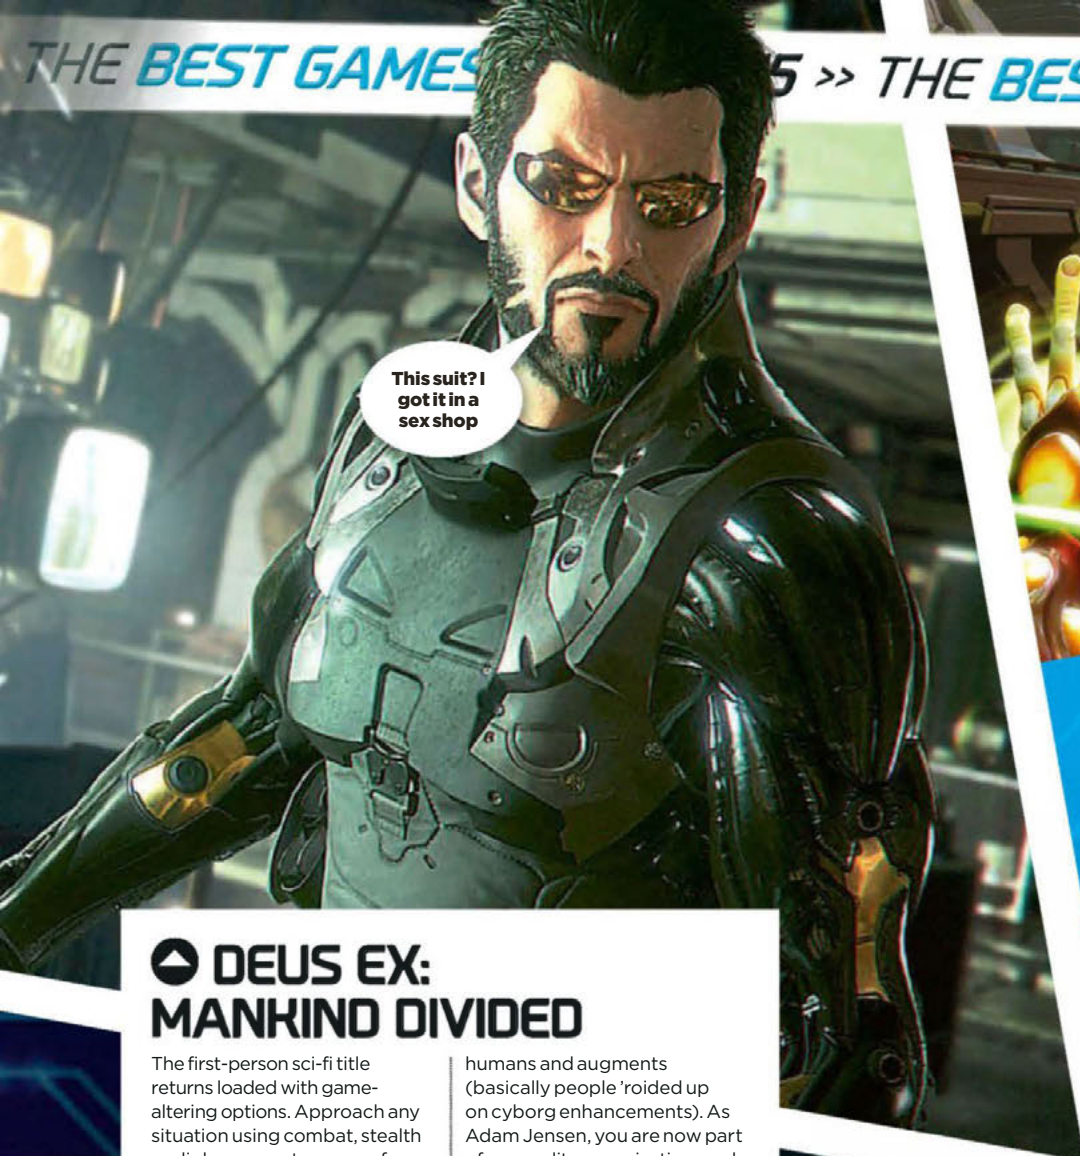 THE BEST GAMES
5 >> THE BES
This suit? I
got it in a
sex shop
DEUS EX:
MANKIND DIVIDED
The first-person sci-fi title
returns loaded with game-
altering options. Approach any
situation using combat, stealth
humans and augments
(basically people ’roided up
on cyborg enhancements). As
Adam Jensen, you are now part